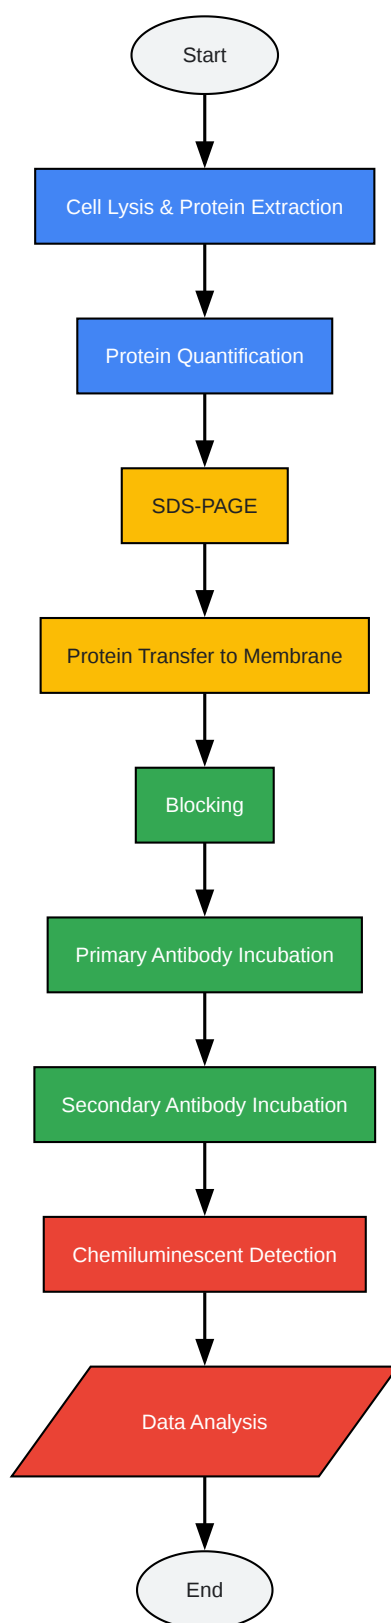 Start
Cell Lysis & Protein Extraction
Protein Quantification
SDS-PAGE
Protein Transfer to Membrane
Blocking
Primary Antibody Incubation
Secondary Antibody Incubation
Chemiluminescent Detection
Data Analysis
End